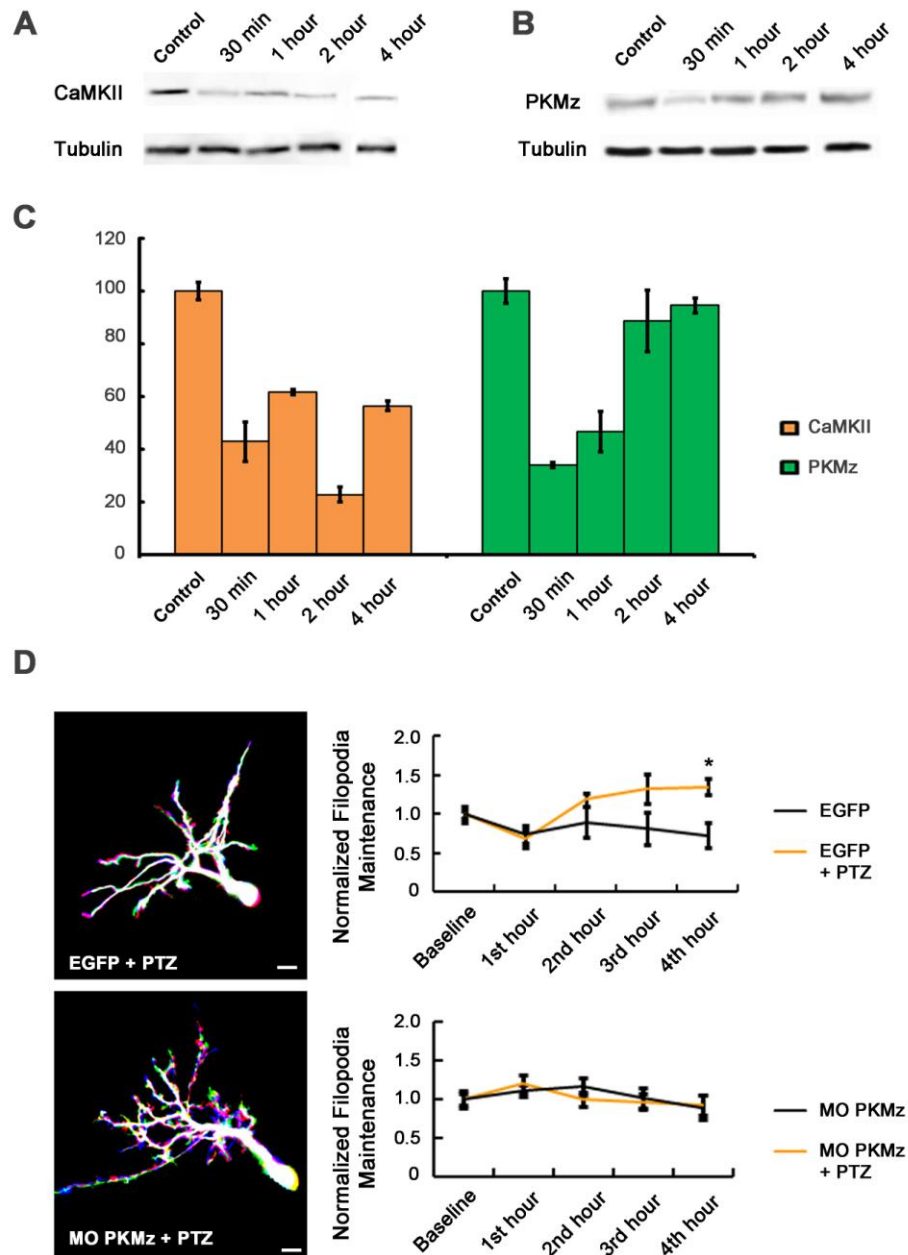 A
Control
30 min
1 hour
2 hour
4 hour
CaMKII
Tubulin
B
Control
30 min
1 hour
2 hour
4 hour
PKMz
Tubulin
C
120
100
80
60
40
20
0
Control
30 min
1 hour
2 hour
4 hour
Control
30 min
1 hour
2 hour
4 hour
CaMKII
PKMz
D
EGFP + PTZ
Normalized Filopodia
Maintenance
2.0
1.5
1.0
0.5
0
*
Baseline
1st hour
2nd hour
3rd hour
4th hour
EGFP
EGFP
+ PTZ
MO PKMz + PTZ
Normalized Filopodia
Maintenance
2.0
1.5
1.0
0.5
0
Baseline
1st hour
2nd hour
3rd hour
4th hour
MO PKMz
MO PKMz
+ PTZ